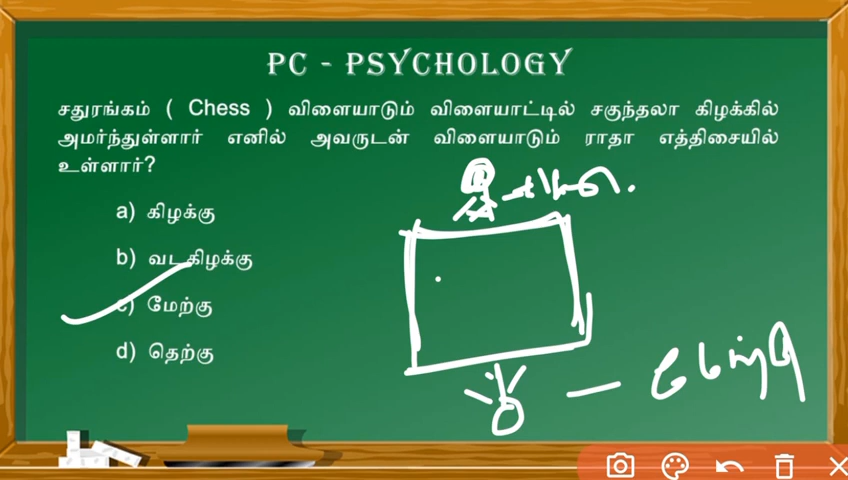 PC - PSYCHOLOGY
சதுரங்கம் ( Chess ) விளையாடும் விளையாட்டில் சகுந்தலா கிழக்கில்
அமர்ந்துள்ளார் எனில் அவருடன் விளையாடும் ராதா எத்திசையில்
உள்ளார்?
a) கிழக்கு
b) வடகிழக்கு
c) மேற்கு
d) தெற்கு
மேற்கு